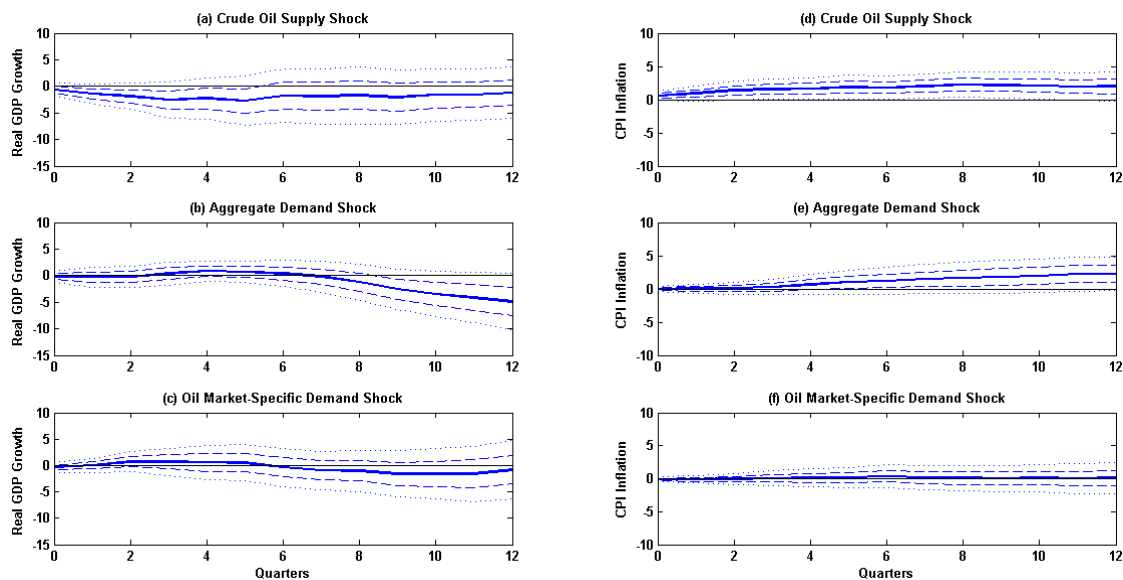 (a) Crude Oil Supply Shock
10
5
0
-5
-10
-15
Real GDP Growth
0 2 4 6 8 10 12
(b) Aggregate Demand Shock
10
5
0
-5
-10
-15
Real GDP Growth
0 2 4 6 8 10 12
(c) Oil Market-Specific Demand Shock
10
5
0
-5
-10
-15
Real GDP Growth
0 2 4 6 8 10 12
Quarters
(d) Crude Oil Supply Shock
10
5
0
-5
-10
CPI Inflation
0 2 4 6 8 10 12
(e) Aggregate Demand Shock
10
5
0
-5
-10
CPI Inflation
0 2 4 6 8 10 12
(f) Oil Market-Specific Demand Shock
10
5
0
-5
-10
CPI Inflation
0 2 4 6 8 10 12
Quarters